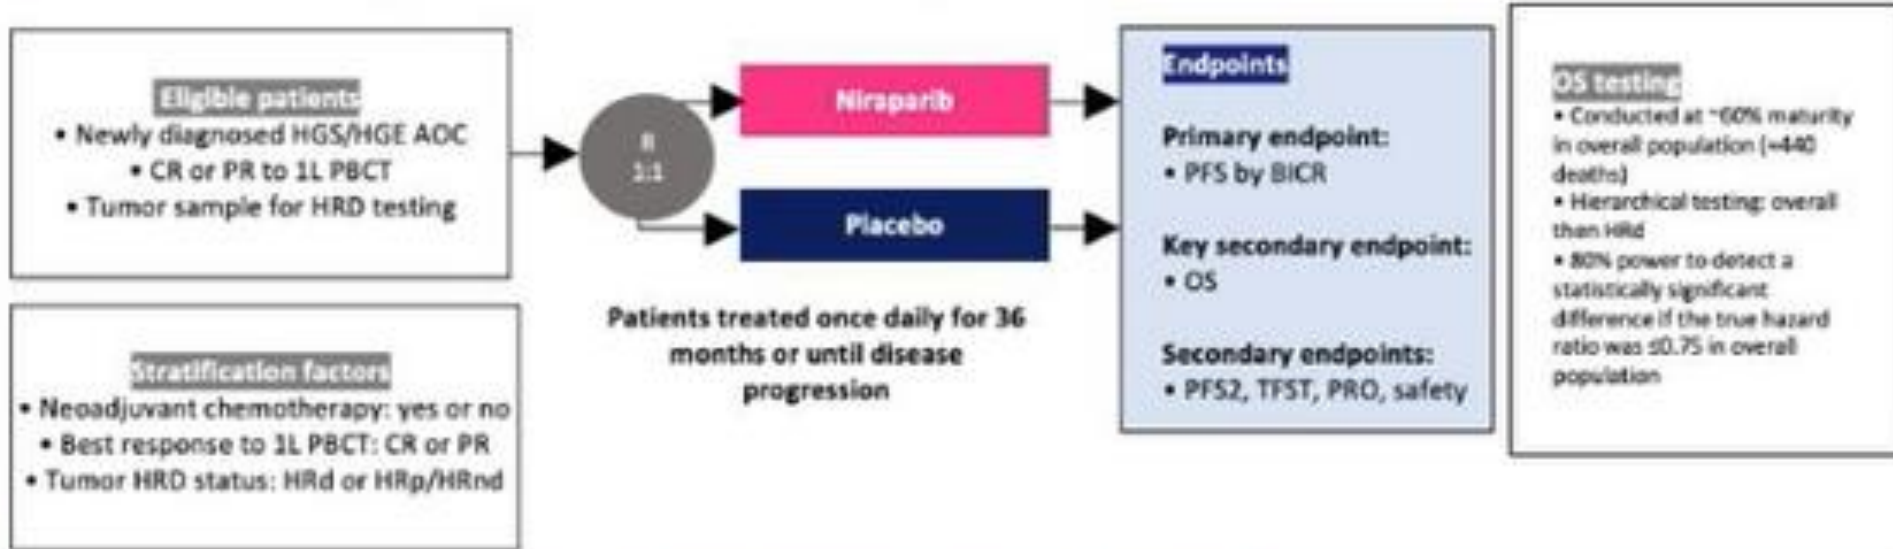 Eligible patients
• Newly diagnosed HGS/HGE AOC
• CR or PR to 1L PBCT
• Tumor sample for HRD testing
Stratification factors
• Neoadjuvant chemotherapy: yes or no
• Best response to 1L PBCT: CR or PR
• Tumor HRD status: HRd or HRp/HRnd
R
1:1
Niraparib
Placebo
Patients treated once daily for 36
months or until disease
progression
Endpoints
Primary endpoint:
• PFS by BICR
Key secondary endpoint:
• OS
Secondary endpoints:
• PFS2, TFST, PRO, safety
OS testing
• Conducted at ~60% maturity
in overall population (≈440
deaths)
• Hierarchical testing: overall
then HRd
• 80% power to detect a
statistically significant
difference if the true hazard
ratio was ≤0.75 in overall
population